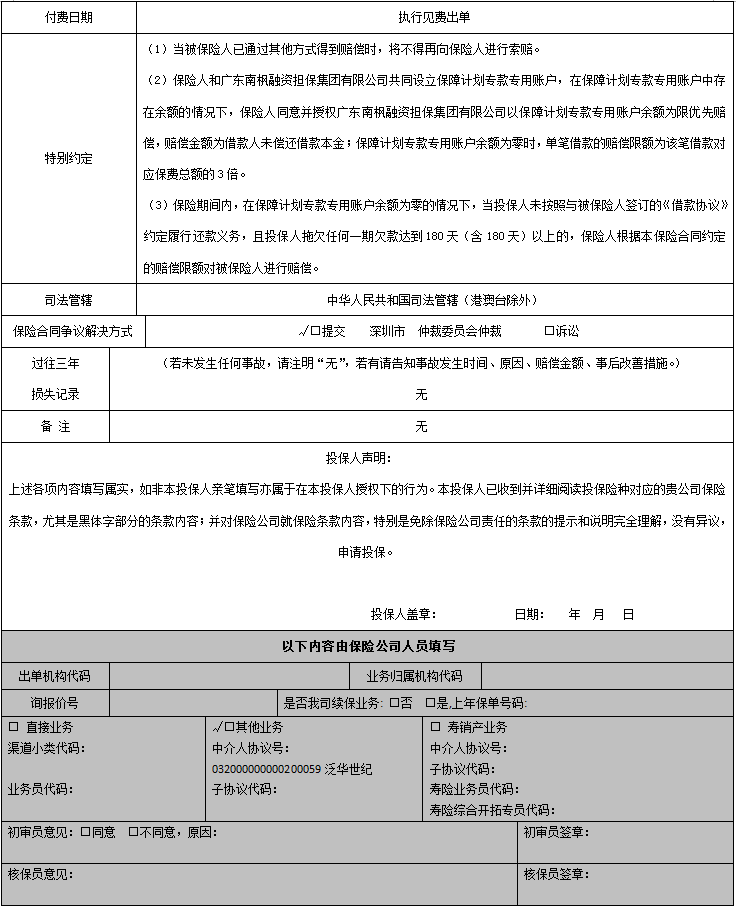 付费日期 执行见费出单
（1）当被保险人已通过其他方式得到赔偿时，将不得再向保险人进行索赔。
（2）保险人和广东南枫融资担保集团有限公司共同设立保障计划专款专用账户，在保障计划专款专用账户中存
在余额的情况下，保险人同意并授权广东南枫融资担保集团有限公司以保障计划专款专用账户余额为限优先赔
偿，赔偿金额为借款人未偿还借款本金；保障计划专款专用账户余额为零时，单笔借款的赔偿限额为该笔借款对
特别约定
应保费总额的 3 倍。
（3）保险期间内，在保障计划专款专用账户余额为零的情况下，当投保人未按照与被保险人签订的《借款协议》
约定履行还款义务，且投保人拖欠任何一期欠款达到 180 天（含 180 天）以上的，保险人根据本保险合同约定
的赔偿限额对被保险人进行赔偿。
司法管辖 中华人民共和国司法管辖（港澳台除外）
保险合同争议解决方式 √□提交 深圳市 仲裁委员会仲裁 □诉讼
过往三年 （若未发生任何事故，请注明“无”，若有请告知事故发生时间、原因、赔偿金额、事后改善措施。）
损失记录 无
备 注 无
投保人声明：
上述各项内容填写属实，如非本投保人亲笔填写亦属于在本投保人授权下的行为。本投保人已收到并详细阅读投保险种对应的贵公司保险
条款，尤其是黑体字部分的条款内容；并对保险公司就保险条款内容，特别是免除保险公司责任的条款的提示和说明完全理解，没有异议，
申请投保。
投保人盖章： 日期： 年 月 日
以下内容由保险公司人员填写
出单机构代码 业务归属机构代码
询报价号 是否我司续保业务：□否 □是,上年保单号码：
□ 直接业务 √□其他业务 □ 寿销产业务
渠道小类代码： 中介人协议号： 中介人协议号：
032000000000200059 泛华世纪 子协议代码：
业务员代码： 子协议代码： 寿险业务员代码：
寿险综合开拓专员代码：
初审员意见：□同意 □不同意，原因： 初审员签章：
核保员意见： 核保员签章：